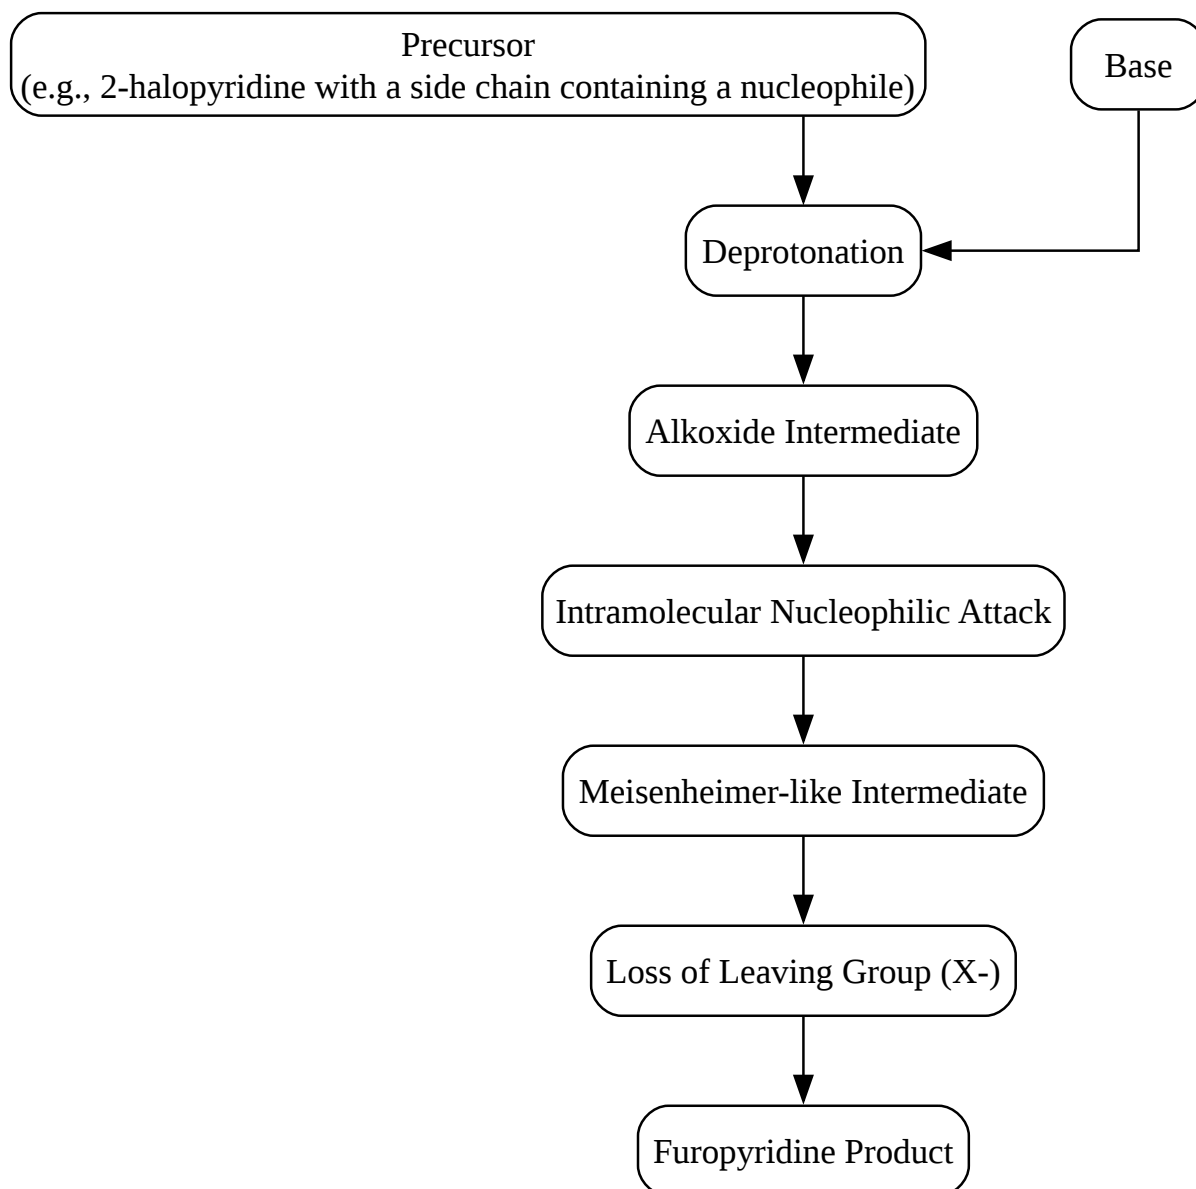 Precursor
(e.g., 2-halopyridine with a side chain containing a nucleophile)
Base
Deprotonation
Alkoxide Intermediate
Intramolecular Nucleophilic Attack
Meisenheimer-like Intermediate
Loss of Leaving Group (X-)
Furopyridine Product